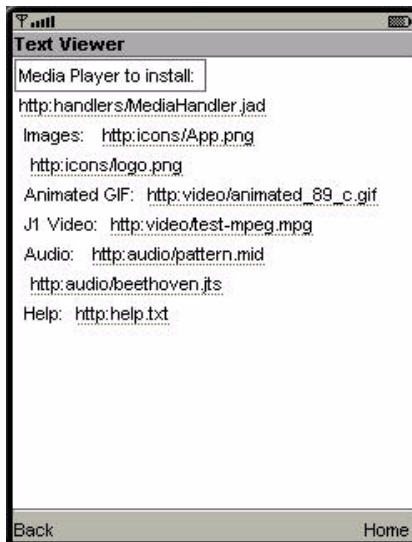 Text Viewer
Media Player to install:
http:handlers/MediaHandler.jad
Images: http:icons/App.png
http:icons/logo.png
Animated GIF: http:video/animated_89_c.gif
J1 Video: http:video/test-mpeg.mpg
Audio: http:audio/pattern.mid
http:audio/beethoven.jts
Help: http:help.txt
Back Home